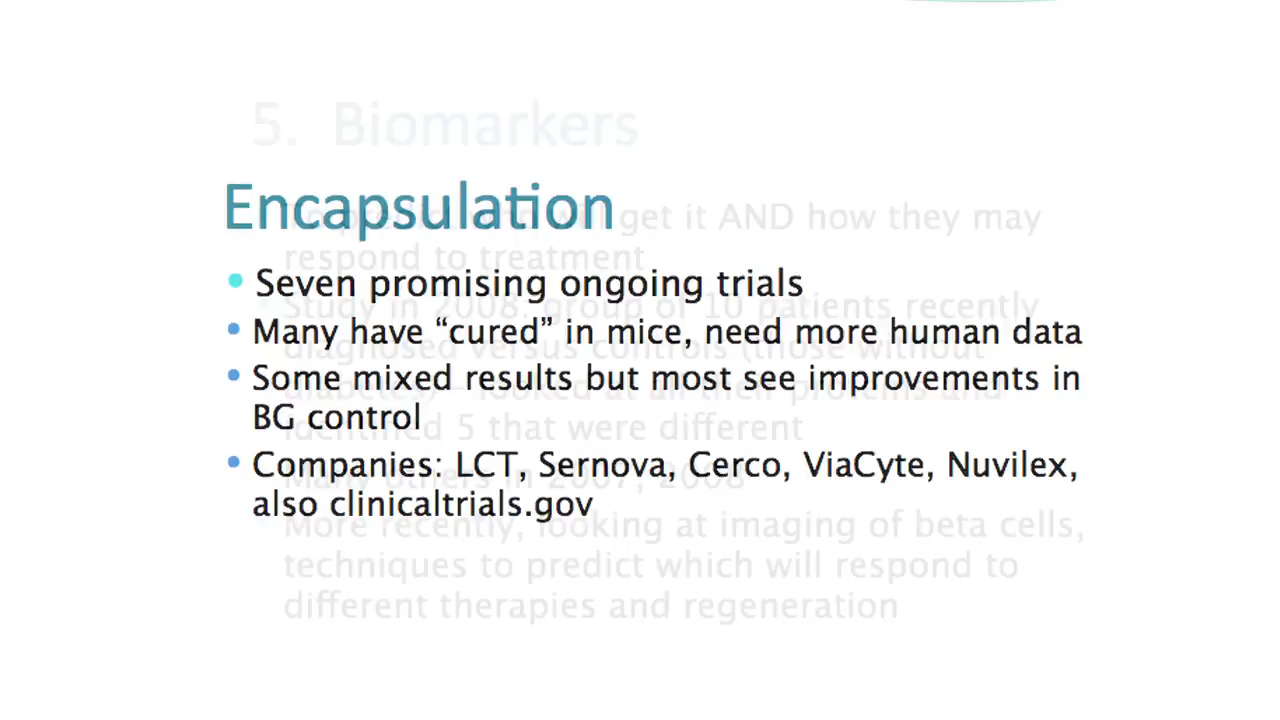 5. Biomarkers
Encapsulation
get it AND how they may
respond to treatment
• Seven promising ongoing trials
Study in 2008, group of 10 patients recently
• Many have “cured” in mice, need more human data
diagnosed versus controls (those without
• Some mixed results but most see improvements in
diabetes) looked at all their proteins and
BG control
identified 5 that were different
• Companies: LCT, Sernova, Cerco, ViaCyte, Nuvilex,
Many others in 2007, 2008
also clinicaltrials.gov
More recently, looking at imaging of beta cells,
techniques to predict which will respond to
different therapies and regeneration